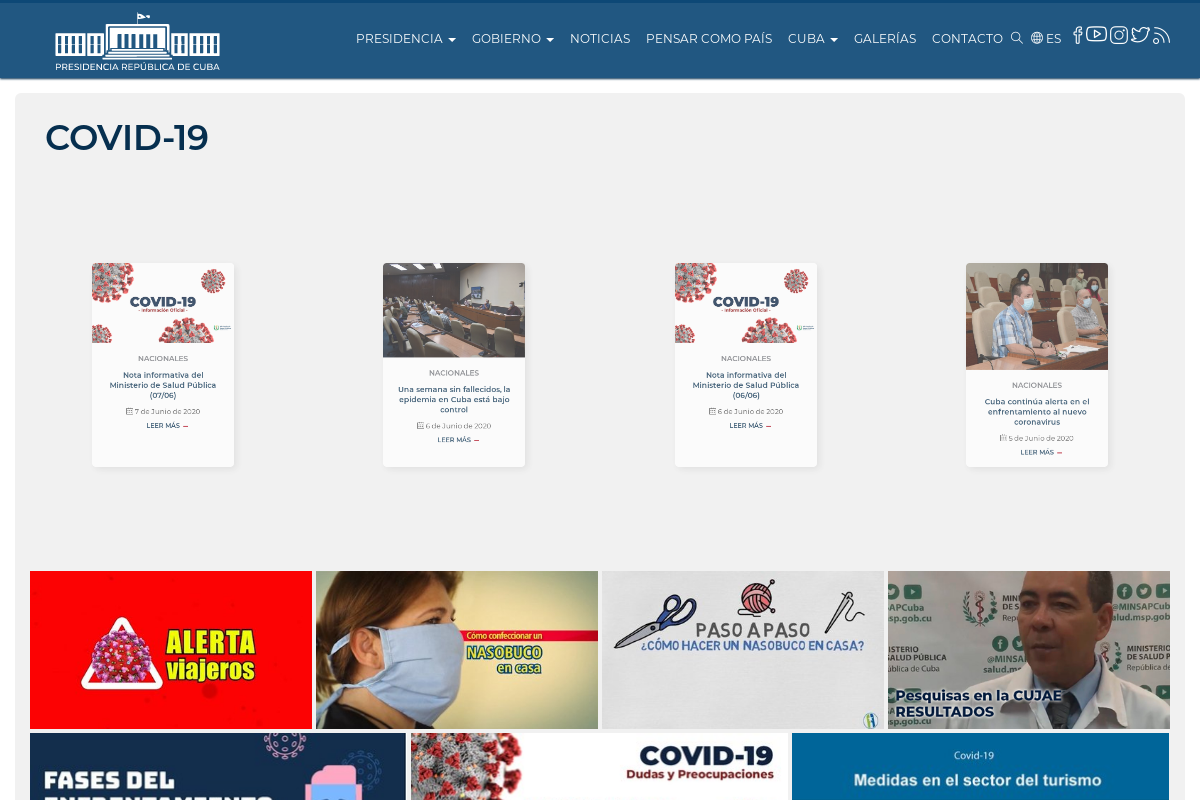 PRESIDENCIA REPÚBLICA DE CUBA
PRESIDENCIA GOBIERNO NOTICIAS PENSAR COMO PAÍS CUBA GALERÍAS CONTACTO ES
COVID-19
COVID-19
- Información Oficial -
NACIONALES
Nota informativa del
Ministerio de Salud Pública
(07/06)
7 de Junio de 2020
LEER MÁS
NACIONALES
Una semana sin fallecidos, la
epidemia en Cuba está bajo
control
6 de Junio de 2020
LEER MÁS
COVID-19
- Información Oficial -
NACIONALES
Nota informativa del
Ministerio de Salud Pública
(06/06)
6 de Junio de 2020
LEER MÁS
NACIONALES
Cuba continúa alerta en el
enfrentamiento al nuevo
coronavirus
5 de Junio de 2020
LEER MÁS
ALERTA
viajeros
Cómo confeccionar un
NASOBUCO
en casa
PASO A PASO
¿CÓMO HACER UN NASOBUCO EN CASA?
Pesquisas en la CUJAE
RESULTADOS
FASES DEL
ENFRENTAMIENTO
COVID-19
Dudas y Preocupaciones
Covid-19
Medidas en el sector del turismo